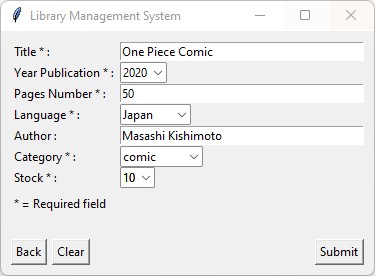 Library Management System
Title * : One Piece Comic
Year Publication * : 2020
Pages Number * : 50
Language * : Japan
Author : Masashi Kishimoto
Category * : comic
Stock * : 10
* = Required field
Back Clear Submit